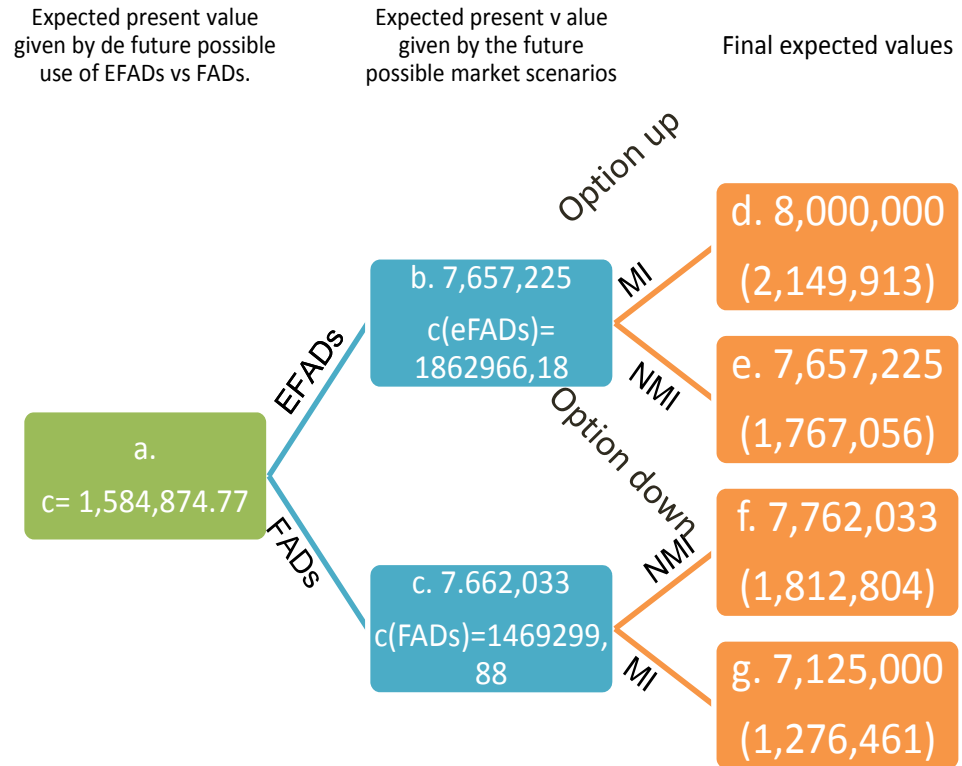 Expected present value
given by de future possible
use of EFADs vs FADs.
Expected present v alue
given by the future
possible market scenarios
Final expected values
Option up
d. 8,000,000
(2,149,913)
MI
b. 7,657,225
c(eFADs)=
1862966,18
EFADs
NMI
e. 7,657,225
(1,767,056)
Option down
a.
c= 1,584,874.77
FADs
f. 7,762,033
(1,812,804)
NMI
c. 7.662,033
c(FADs)=1469299,
88
MI
g. 7,125,000
(1,276,461)